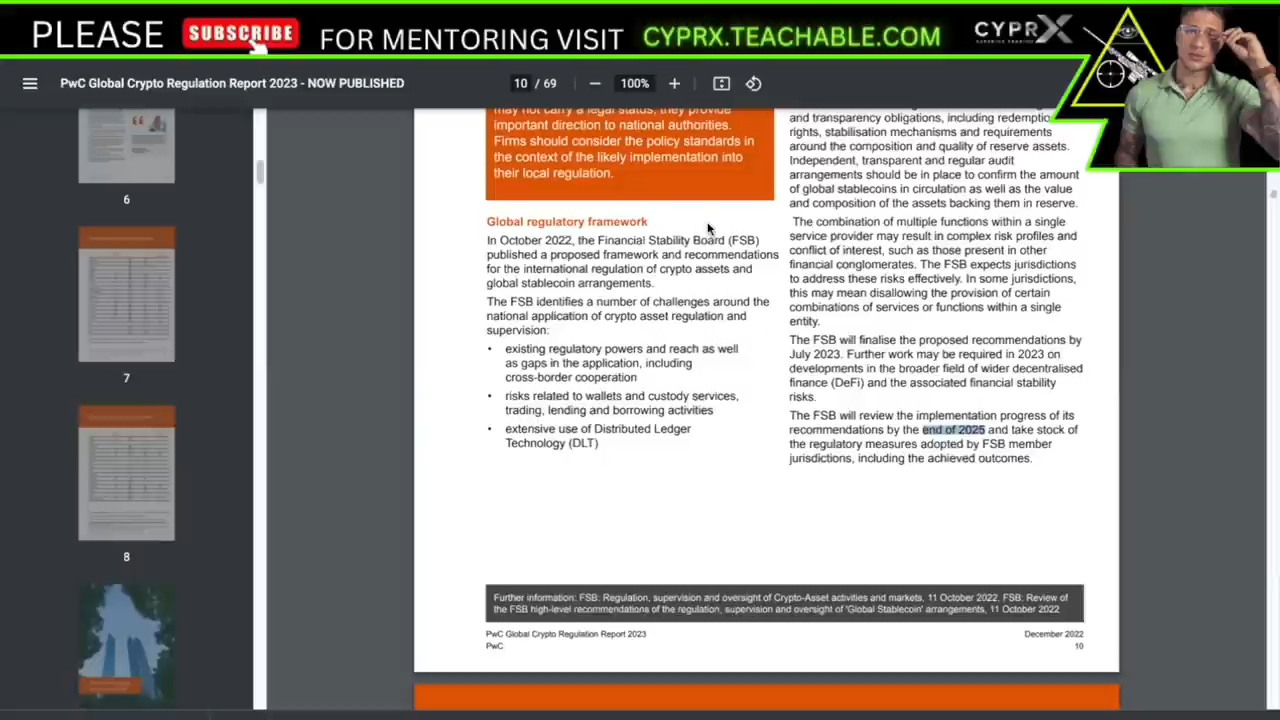 PLEASE SUBSCRIBE FOR MENTORING VISIT CYPRX.TEACHABLE.COM
CYPRX
PwC Global Crypto Regulation Report 2023 - NOW PUBLISHED
10 / 69
100%
6
7
8
may not carry a legal status, they provide
important direction to national authorities.
Firms should consider the policy standards in
the context of the likely implementation into
their local regulation.
Global regulatory framework
In October 2022, the Financial Stability Board (FSB)
published a proposed framework and recommendations
for the international regulation of crypto assets and
global stablecoin arrangements.
The FSB identifies a number of challenges around the
national application of crypto asset regulation and
supervision:
• existing regulatory powers and reach as well
as gaps in the application, including
cross-border cooperation
• risks related to wallets and custody services,
trading, lending and borrowing activities
• extensive use of Distributed Ledger
Technology (DLT)
and transparency obligations, including redemption
rights, stabilisation mechanisms and requirements
around the composition and quality of reserve assets.
Independent, transparent and regular audit
arrangements should be in place to confirm the amount
of global stablecoins in circulation as well as the value
and composition of the assets backing them in reserve.
The combination of multiple functions within a single
service provider may result in complex risk profiles and
conflict of interest, such as those present in other
financial conglomerates. The FSB expects jurisdictions
to address these risks effectively. In some jurisdictions,
this may mean disallowing the provision of certain
combinations of services or functions within a single
entity.
The FSB will finalise the proposed recommendations by
July 2023. Further work may be required in 2023 on
developments in the broader field of wider decentralised
finance (DeFi) and the associated financial stability
risks.
The FSB will review the implementation progress of its
recommendations by the end of 2025 and take stock of
the regulatory measures adopted by FSB member
jurisdictions, including the achieved outcomes.
Further information: FSB: Regulation, supervision and oversight of Crypto-Asset activities and markets, 11 October 2022, FSB: Review of
the FSB high-level recommendations of the regulation, supervision and oversight of 'Global Stablecoin' arrangements, 11 October 2022
PwC Global Crypto Regulation Report 2023
PwC
December 2022
10